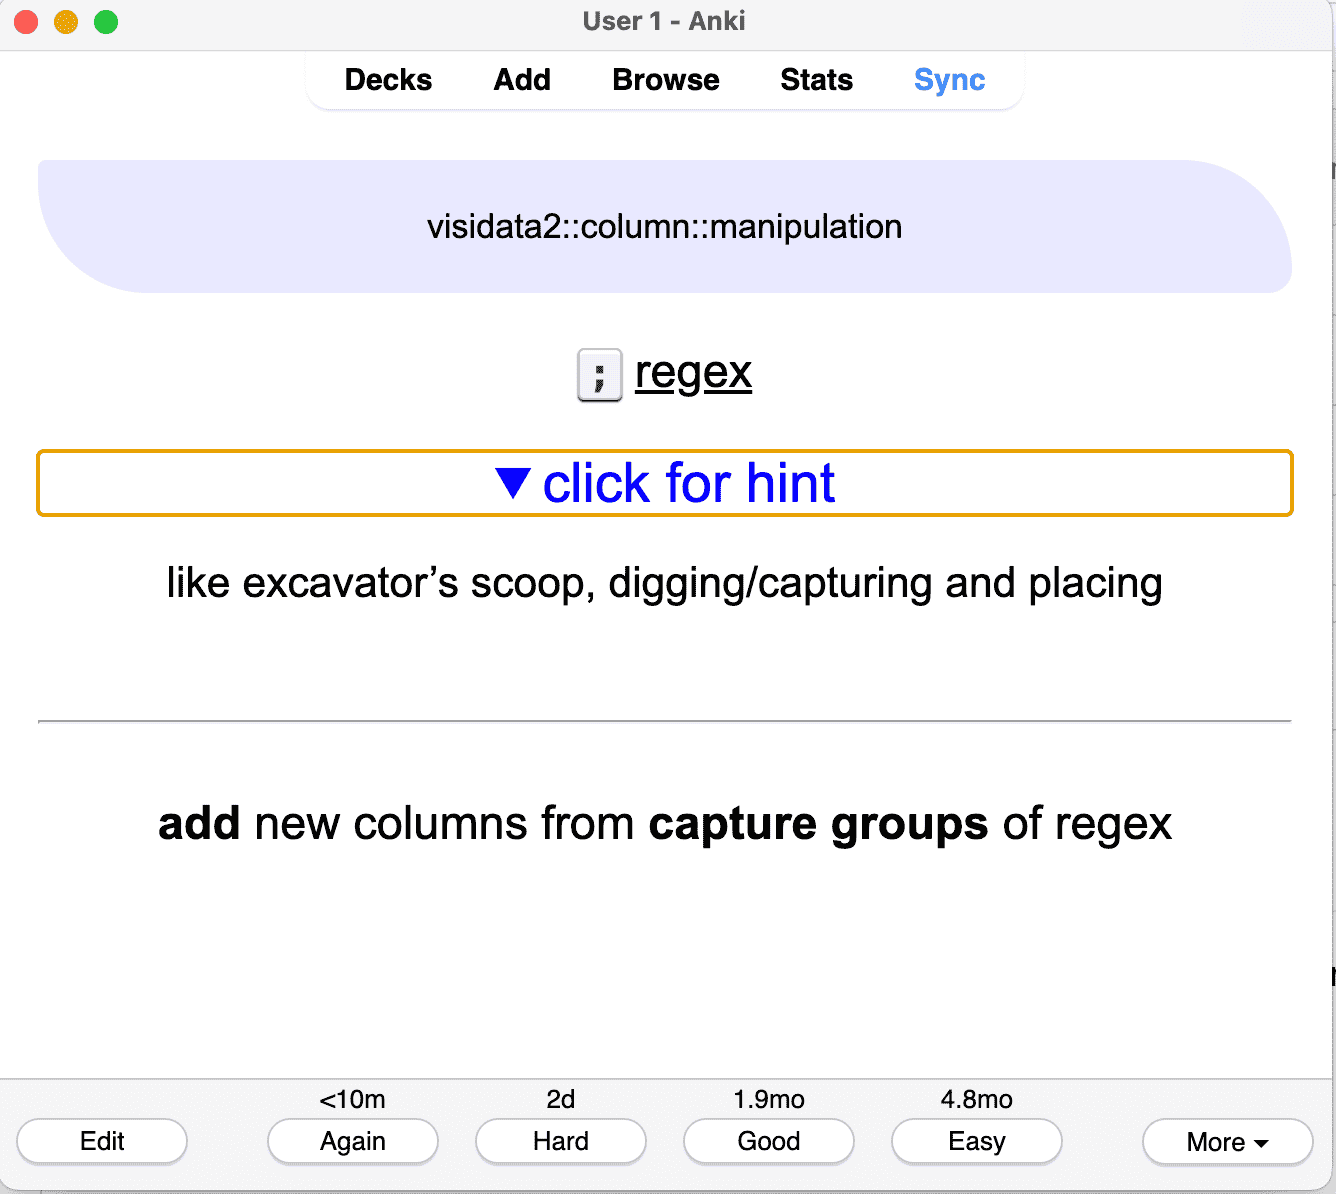 User 1 - Anki
Decks Add Browse Stats Sync
visidata2::column::manipulation
; regex
▼ click for hint
like excavator’s scoop, digging/capturing and placing
add new columns from capture groups of regex
<10m 2d 1.9mo 4.8mo
Edit Again Hard Good Easy More